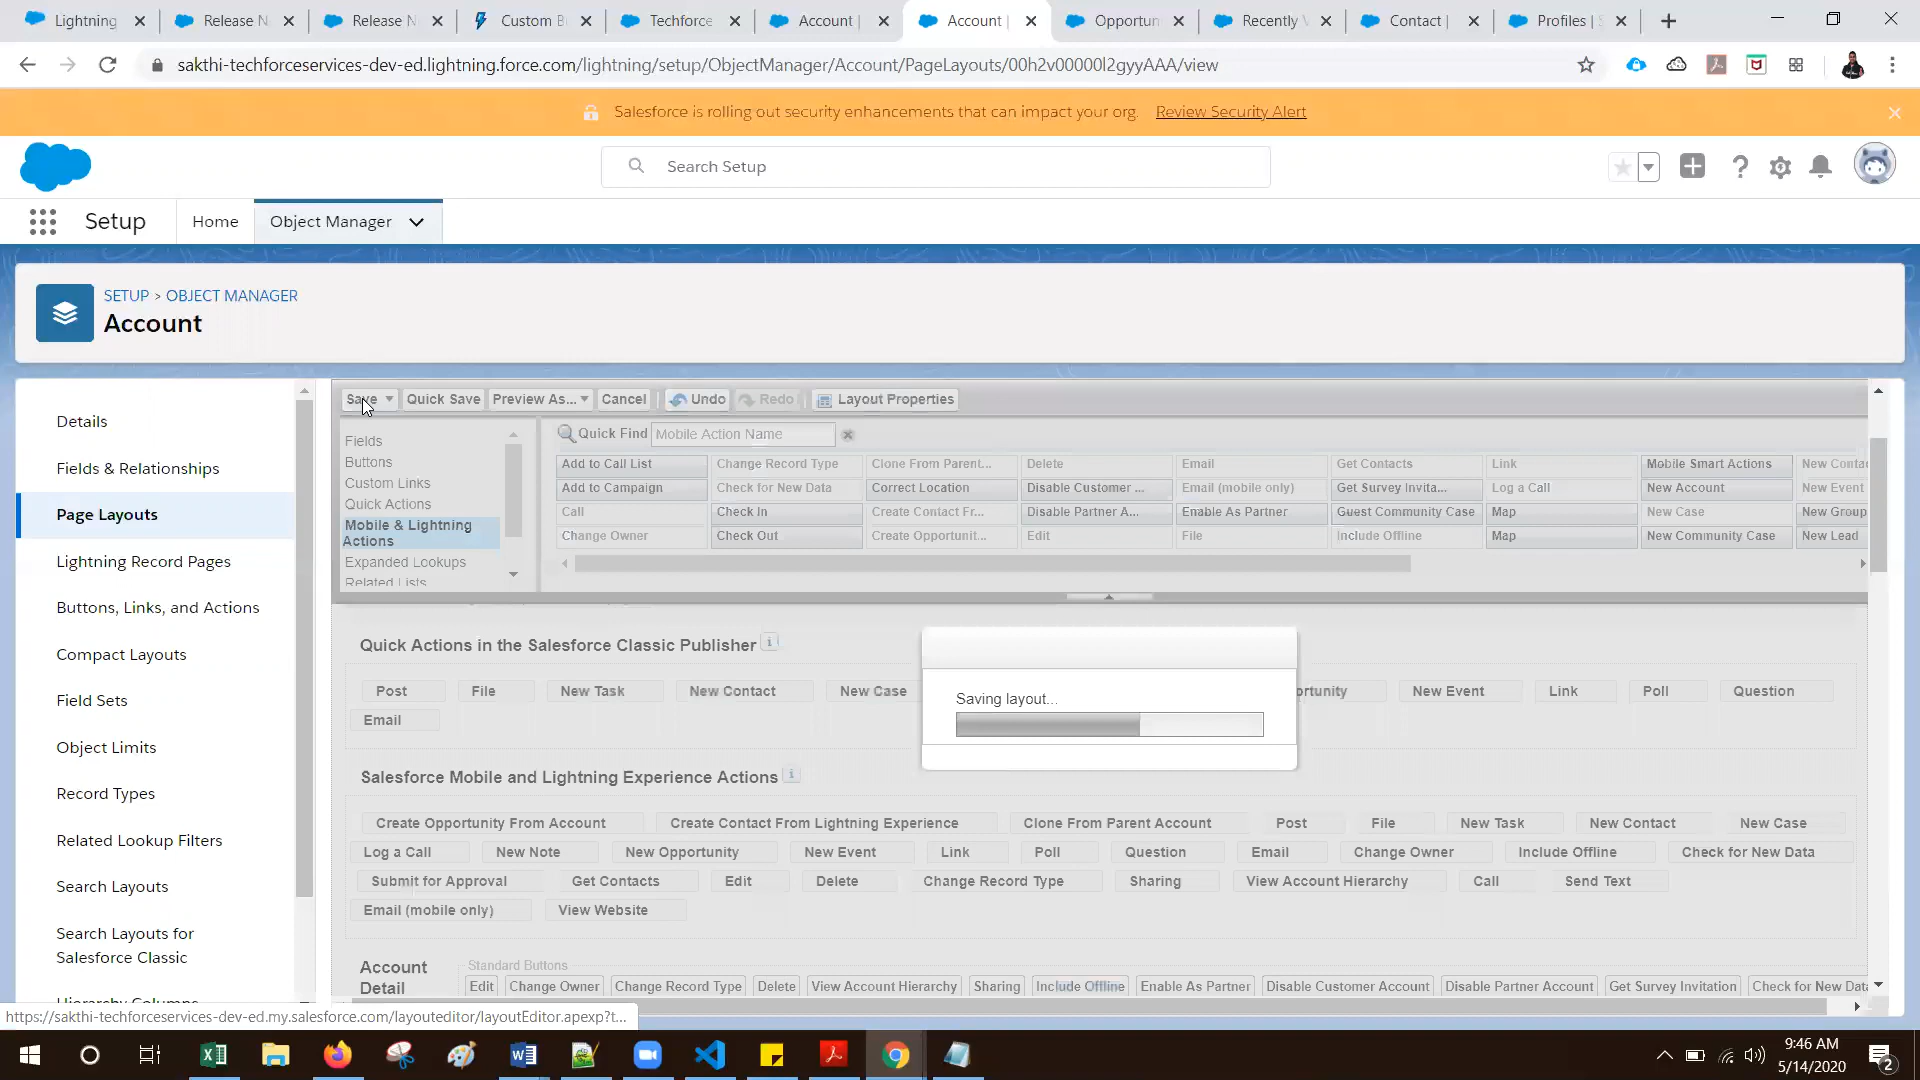 Lightning
Release N
Release N
Custom B
Techforce
Account |
Account |
Opportun
Recently V
Contact |
Profiles | S
sakthi-techforceservices-dev-ed.lightning.force.com/lightning/setup/ObjectManager/Account/PageLayouts/00h2v00000l2gyyAAA/view
Salesforce is rolling out security enhancements that can impact your org. Review Security Alert
Search Setup
Setup Home Object Manager
SETUP > OBJECT MANAGER
Account
Details
Fields & Relationships
Page Layouts
Lightning Record Pages
Buttons, Links, and Actions
Compact Layouts
Field Sets
Object Limits
Record Types
Related Lookup Filters
Search Layouts
Search Layouts for
Salesforce Classic
Hierarchy Columns
Save Quick Save Preview As... Cancel Undo Redo Layout Properties
Fields
Buttons
Custom Links
Quick Actions
Mobile & Lightning
Actions
Expanded Lookups
Related Lists
Quick Find Mobile Action Name
Add to Call List Change Record Type Clone From Parent... Delete Email Get Contacts Link Mobile Smart Actions New Conta
Add to Campaign Check for New Data Correct Location Disable Customer ... Email (mobile only) Get Survey Invita... Log a Call New Account New Event
Call Check In Create Contact Fr... Disable Partner A... Enable As Partner Guest Community Case Map New Case New Group
Change Owner Check Out Create Opportunit... Edit File Include Offline Map New Community Case New Lead
Quick Actions in the Salesforce Classic Publisher
Post File New Task New Contact New Case ortunity New Event Link Poll Question
Email
Saving layout...
Salesforce Mobile and Lightning Experience Actions
Create Opportunity From Account Create Contact From Lightning Experience Clone From Parent Account Post File New Task New Contact New Case
Log a Call New Note New Opportunity New Event Link Poll Question Email Change Owner Include Offline Check for New Data
Submit for Approval Get Contacts Edit Delete Change Record Type Sharing View Account Hierarchy Call Send Text
Email (mobile only) View Website
Account
Detail
Standard Buttons
Edit Change Owner Change Record Type Delete View Account Hierarchy Sharing Include Offline Enable As Partner Disable Customer Account Disable Partner Account Get Survey Invitation Check for New Data
https://sakthi-techforceservices-dev-ed.my.salesforce.com/layouteditor/layoutEditor.apexp?t...
9:46 AM
5/14/2020
2